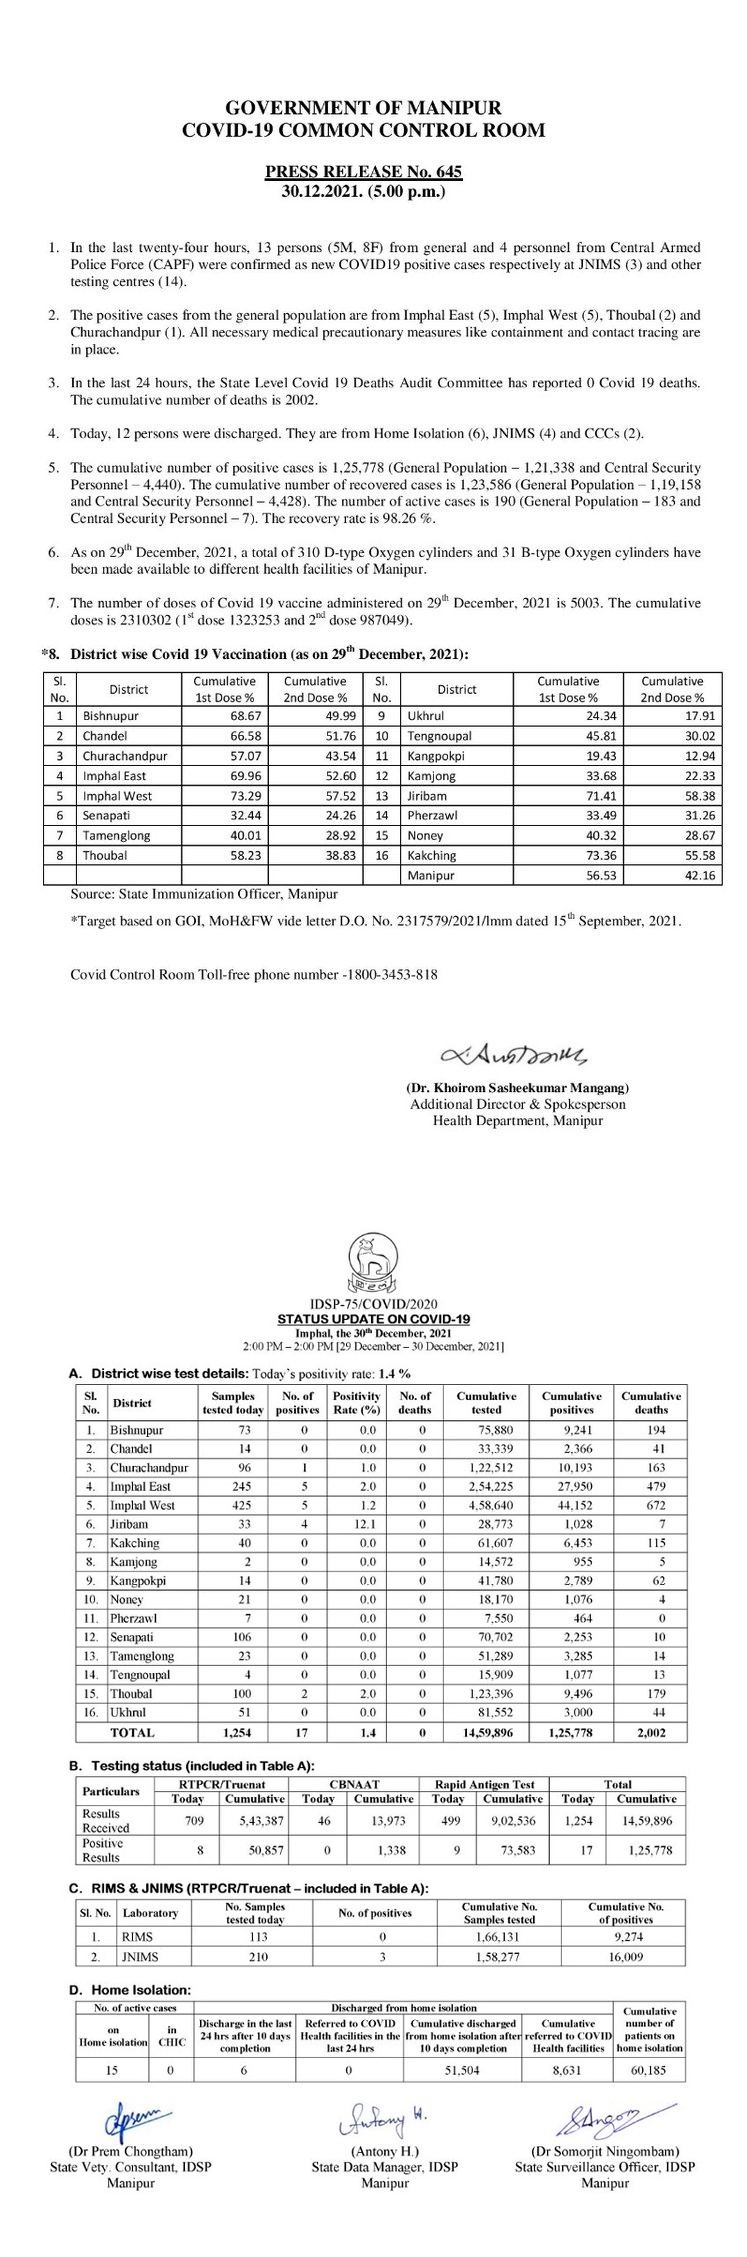 GOVERNMENT OF MANIPUR
COVID-19 COMMON CONTROL ROOM
PRESS RELEASE No. 645
30.12.2021. (5.00 p.m.)
1. In the last twenty-four hours, 13 persons (5M, 8F) from general and 4 personnel from Central Armed
Police Force (CAPF) were confirmed as new COVID19 positive cases respectively at JNIMS (3) and other
testing centres (14).
2. The positive cases from the general population are from Imphal East (5), Imphal West (5), Thoubal (2) and
Churachandpur (1). All necessary medical precautionary measures like containment and contact tracing are
in place.
3. In the last 24 hours, the State Level Covid 19 Deaths Audit Committee has reported 0 Covid 19 deaths.
The cumulative number of deaths is 2002.
4. Today, 12 persons were discharged. They are from Home Isolation (6), JNIMS (4) and CCCs (2).
5. The cumulative number of positive cases is 1,25,778 (General Population – 1,21,338 and Central Security
Personnel – 4,440). The cumulative number of recovered cases is 1,23,586 (General Population – 1,19,158
and Central Security Personnel – 4,428). The number of active cases is 190 (General Population – 183 and
Central Security Personnel – 7). The recovery rate is 98.26 %.
6. As on 29th December, 2021, a total of 310 D-type Oxygen cylinders and 31 B-type Oxygen cylinders have
been made available to different health facilities of Manipur.
7. The number of doses of Covid 19 vaccine administered on 29th December, 2021 is 5003. The cumulative
doses is 2310302 (1st dose 1323253 and 2nd dose 987049).
*8. District wise Covid 19 Vaccination (as on 29th December, 2021):
Sl. No. District Cumulative 1st Dose % Cumulative 2nd Dose % Sl. No. District Cumulative 1st Dose % Cumulative 2nd Dose %
1 Bishnupur 68.67 49.99 9 Ukhrul 24.34 17.91
2 Chandel 66.58 51.76 10 Tengnoupal 45.81 30.02
3 Churachandpur 57.07 43.54 11 Kangpokpi 19.43 12.94
4 Imphal East 69.96 52.60 12 Kamjong 33.68 22.33
5 Imphal West 73.29 57.52 13 Jiribam 71.41 58.38
6 Senapati 32.44 24.26 14 Pherzawl 33.49 31.26
7 Tamenglong 40.01 28.92 15 Noney 40.32 28.67
8 Thoubal 58.23 38.83 16 Kakching 73.36 55.58
Manipur 56.53 42.16
Source: State Immunization Officer, Manipur
*Target based on GOI, MoH&FW vide letter D.O. No. 2317579/2021/Imm dated 15th September, 2021.
Covid Control Room Toll-free phone number -1800-3453-818
(Dr. Khoirom Sasheekumar Mangang)
Additional Director & Spokesperson
Health Department, Manipur
IDSP-75/COVID/2020
STATUS UPDATE ON COVID-19
Imphal, the 30th December, 2021
2:00 PM – 2:00 PM [29 December – 30 December, 2021]
A. District wise test details: Today's positivity rate: 1.4 %
Sl. No. District Samples tested today No. of positives Positivity Rate (%) No. of deaths Cumulative tested Cumulative positives Cumulative deaths
1. Bishnupur 73 0 0.0 0 75,880 9,241 194
2. Chandel 14 0 0.0 0 33,339 2,366 41
3. Churachandpur 96 1 1.0 0 1,22,512 10,193 163
4. Imphal East 245 5 2.0 0 2,54,225 27,950 479
5. Imphal West 425 5 1.2 0 4,58,640 44,152 672
6. Jiribam 33 4 12.1 0 28,773 1,028 7
7. Kakching 40 0 0.0 0 61,607 6,453 115
8. Kamjong 2 0 0.0 0 14,572 955 5
9. Kangpokpi 14 0 0.0 0 41,780 2,789 62
10. Noney 21 0 0.0 0 18,170 1,076 4
11. Pherzawl 7 0 0.0 0 7,550 464 0
12. Senapati 106 0 0.0 0 70,702 2,253 10
13. Tamenglong 23 0 0.0 0 51,289 3,285 14
14. Tengnoupal 4 0 0.0 0 15,909 1,077 13
15. Thoubal 100 2 2.0 0 1,23,396 9,496 179
16. Ukhrul 51 0 0.0 0 81,552 3,000 44
TOTAL 1,254 17 1.4 0 14,59,896 1,25,778 2,002
B. Testing status (included in Table A):
Particulars RTPCR/Truenat CBNAAT Rapid Antigen Test Total
Today Cumulative Today Cumulative Today Cumulative Today Cumulative
Results Received 709 5,43,387 46 13,973 499 9,02,536 1,254 14,59,896
Positive Results 8 50,857 0 1,338 9 73,583 17 1,25,778
C. RIMS & JNIMS (RTPCR/Truenat – included in Table A):
Sl. No. Laboratory No. Samples tested today No. of positives Cumulative No. Samples tested Cumulative No. of positives
1. RIMS 113 0 1,66,131 9,274
2. JNIMS 210 3 1,58,277 16,009
D. Home Isolation:
No. of active cases Discharged from home isolation Cumulative number of patients on home isolation
on Home isolation in CHIC Discharge in the last 24 hrs after 10 days completion Referred to COVID Health facilities in the last 24 hrs Cumulative discharged from home isolation after 10 days completion Cumulative referred to COVID Health facilities
15 0 6 0 51,504 8,631 60,185
Antony H.
(Dr Prem Chongtham) (Antony H.) (Dr Somorjit Ningombam)
State Vety. Consultant, IDSP State Data Manager, IDSP State Surveillance Officer, IDSP
Manipur Manipur Manipur